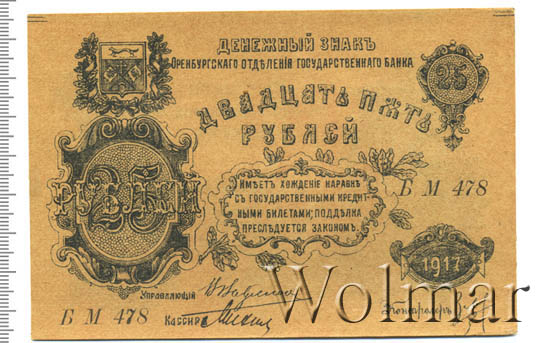 ДЕНЕЖНЫЙ ЗНАКЪ
ОРЕНБУРГСКАГО ОТДѢЛЕНІЯ ГОСУДАРСТВЕННАГО БАНКА
25
ДВАДЦАТЬ ПЯТЬ
РУБЛЕЙ
25
РУБЛЕЙ
ИМѢЕТЪ ХОЖДЕНІЕ НАРАВНѢ
СЪ ГОСУДАРСТВЕННЫМИ КРЕДИТ-
НЫМИ БИЛЕТАМИ; ПОДДѢЛКА
ПРЕСЛѢДУЕТСЯ ЗАКОНОМЪ.
Б М 478
1917
УПРАВЛЯЮЩІЙ
Б М 478
КАССИРЪ
Контролеръ
Wolmar